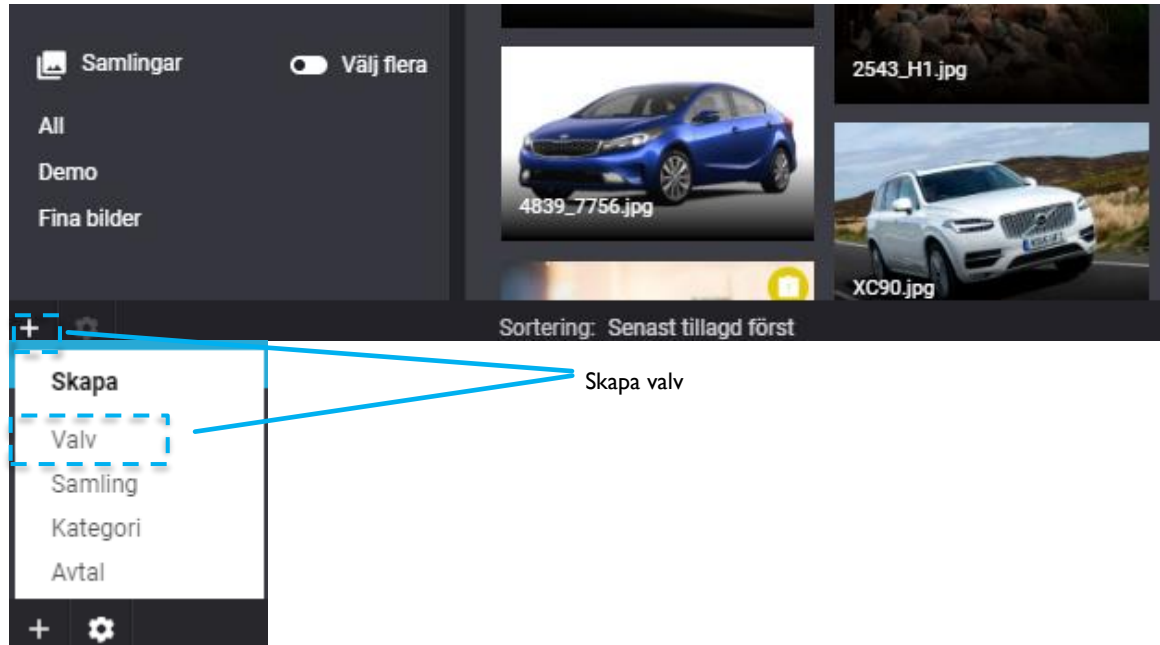 Samlingar
Välj flera
All
Demo
Fina bilder
4839_7756.jpg
2543_H1.jpg
XC90.jpg
Sortering: Senast tillagd först
Skapa
Valv
Samling
Kategori
Avtal
Skapa valv